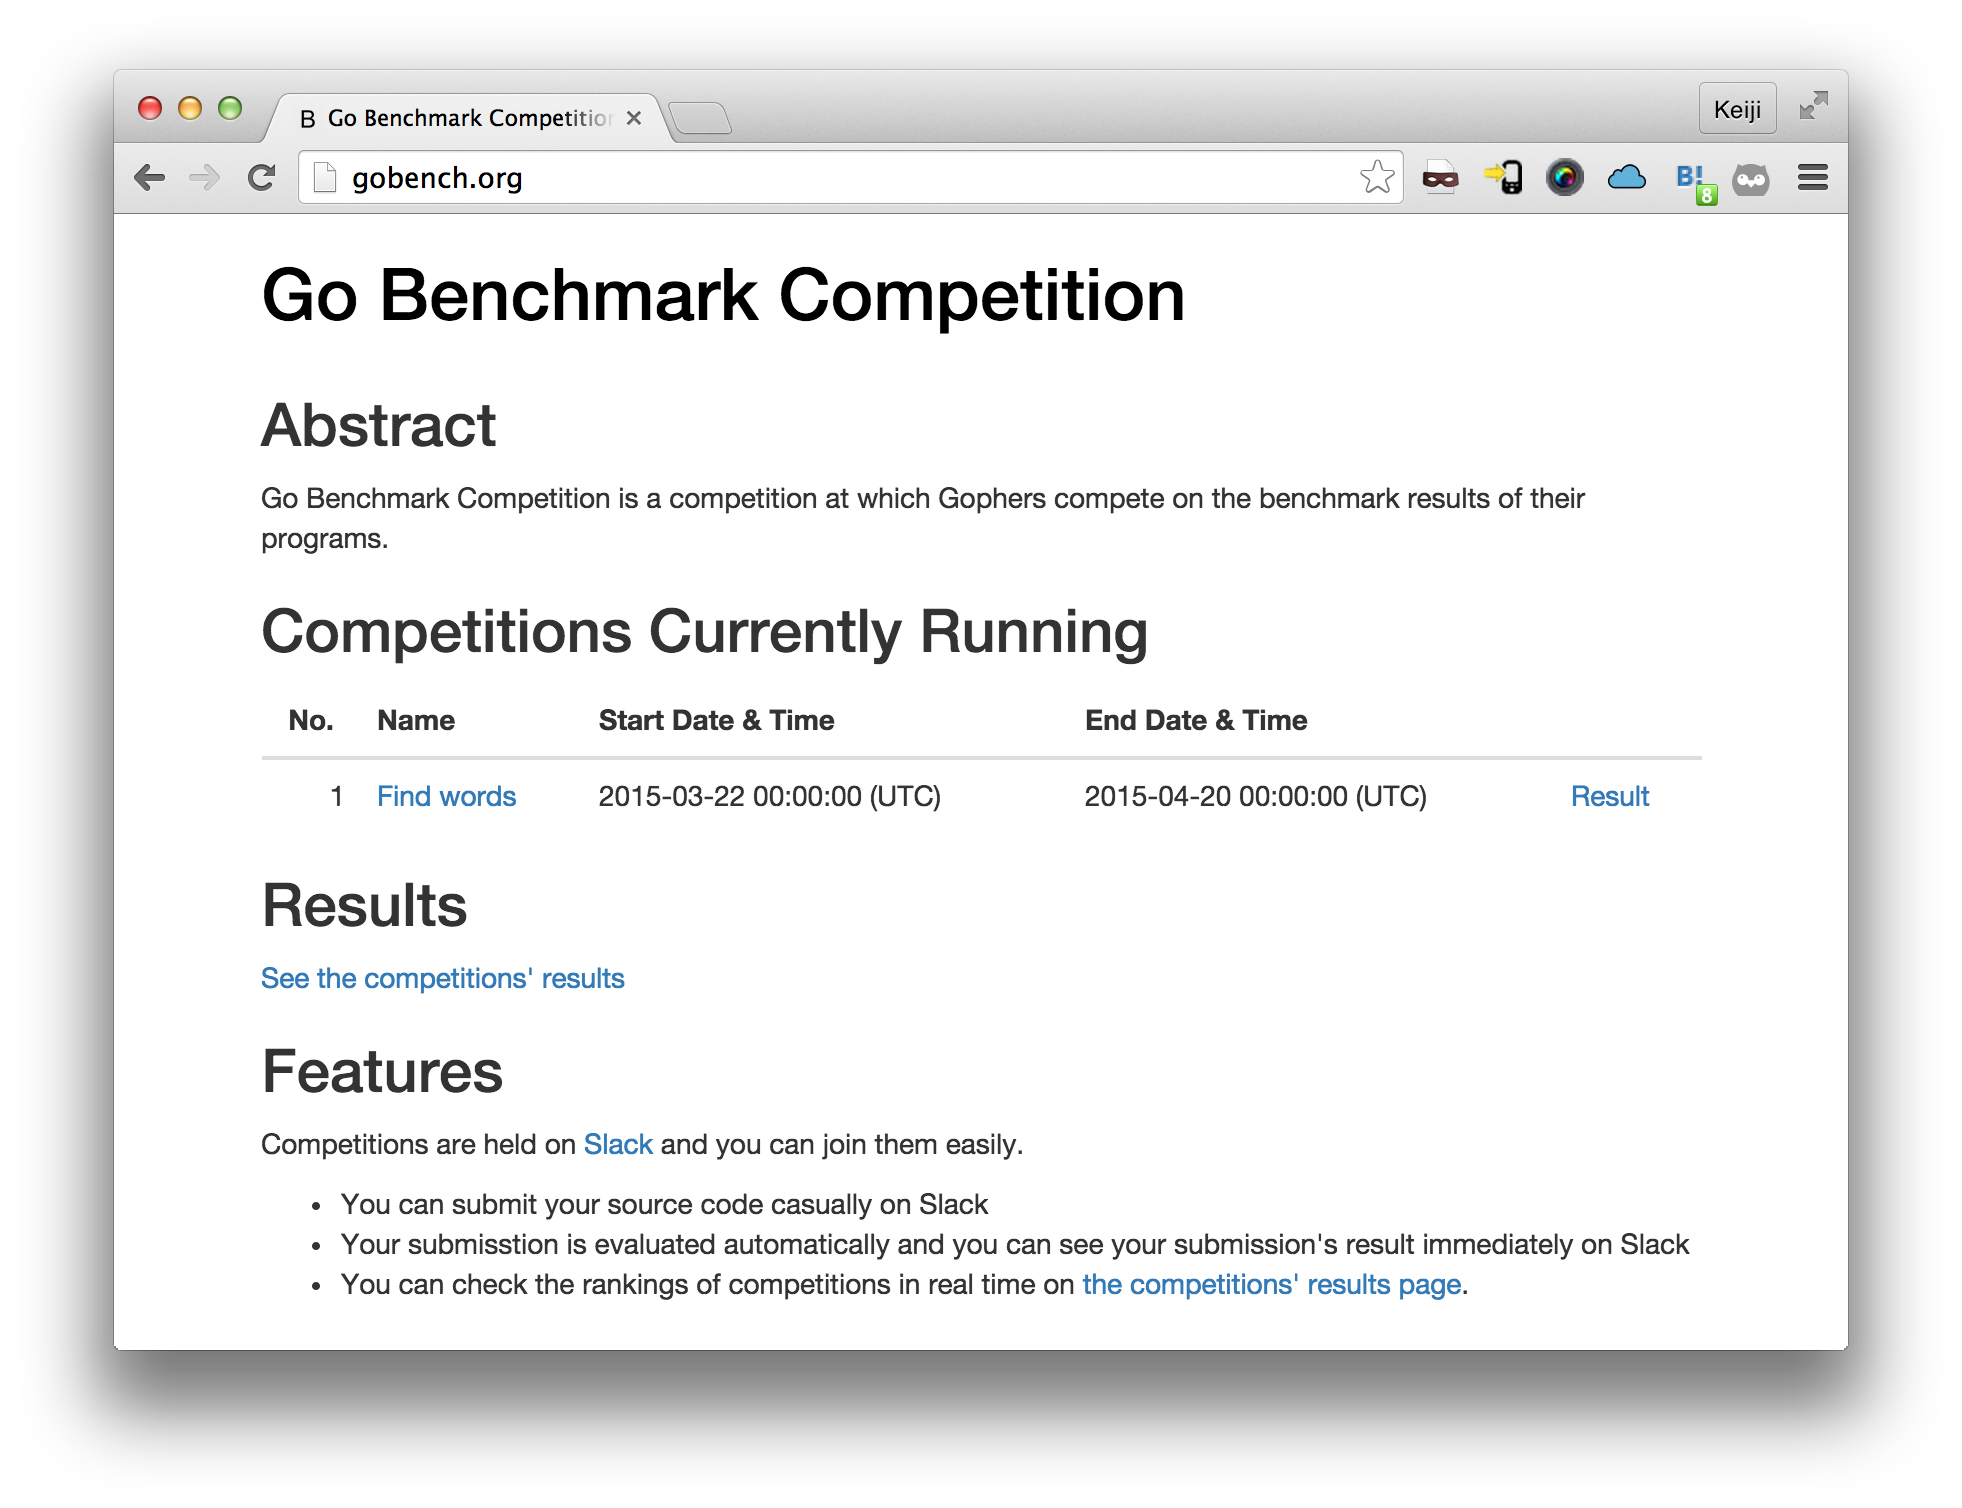 B Go Benchmark Competition
Keiji
gobench.org
B!
8
Go Benchmark Competition
Abstract
Go Benchmark Competition is a competition at which Gophers compete on the benchmark results of their
programs.
Competitions Currently Running
No. Name Start Date & Time End Date & Time
1 Find words 2015-03-22 00:00:00 (UTC) 2015-04-20 00:00:00 (UTC) Result
Results
See the competitions' results
Features
Competitions are held on Slack and you can join them easily.
• You can submit your source code casually on Slack
• Your submisstion is evaluated automatically and you can see your submission's result immediately on Slack
• You can check the rankings of competitions in real time on the competitions' results page.